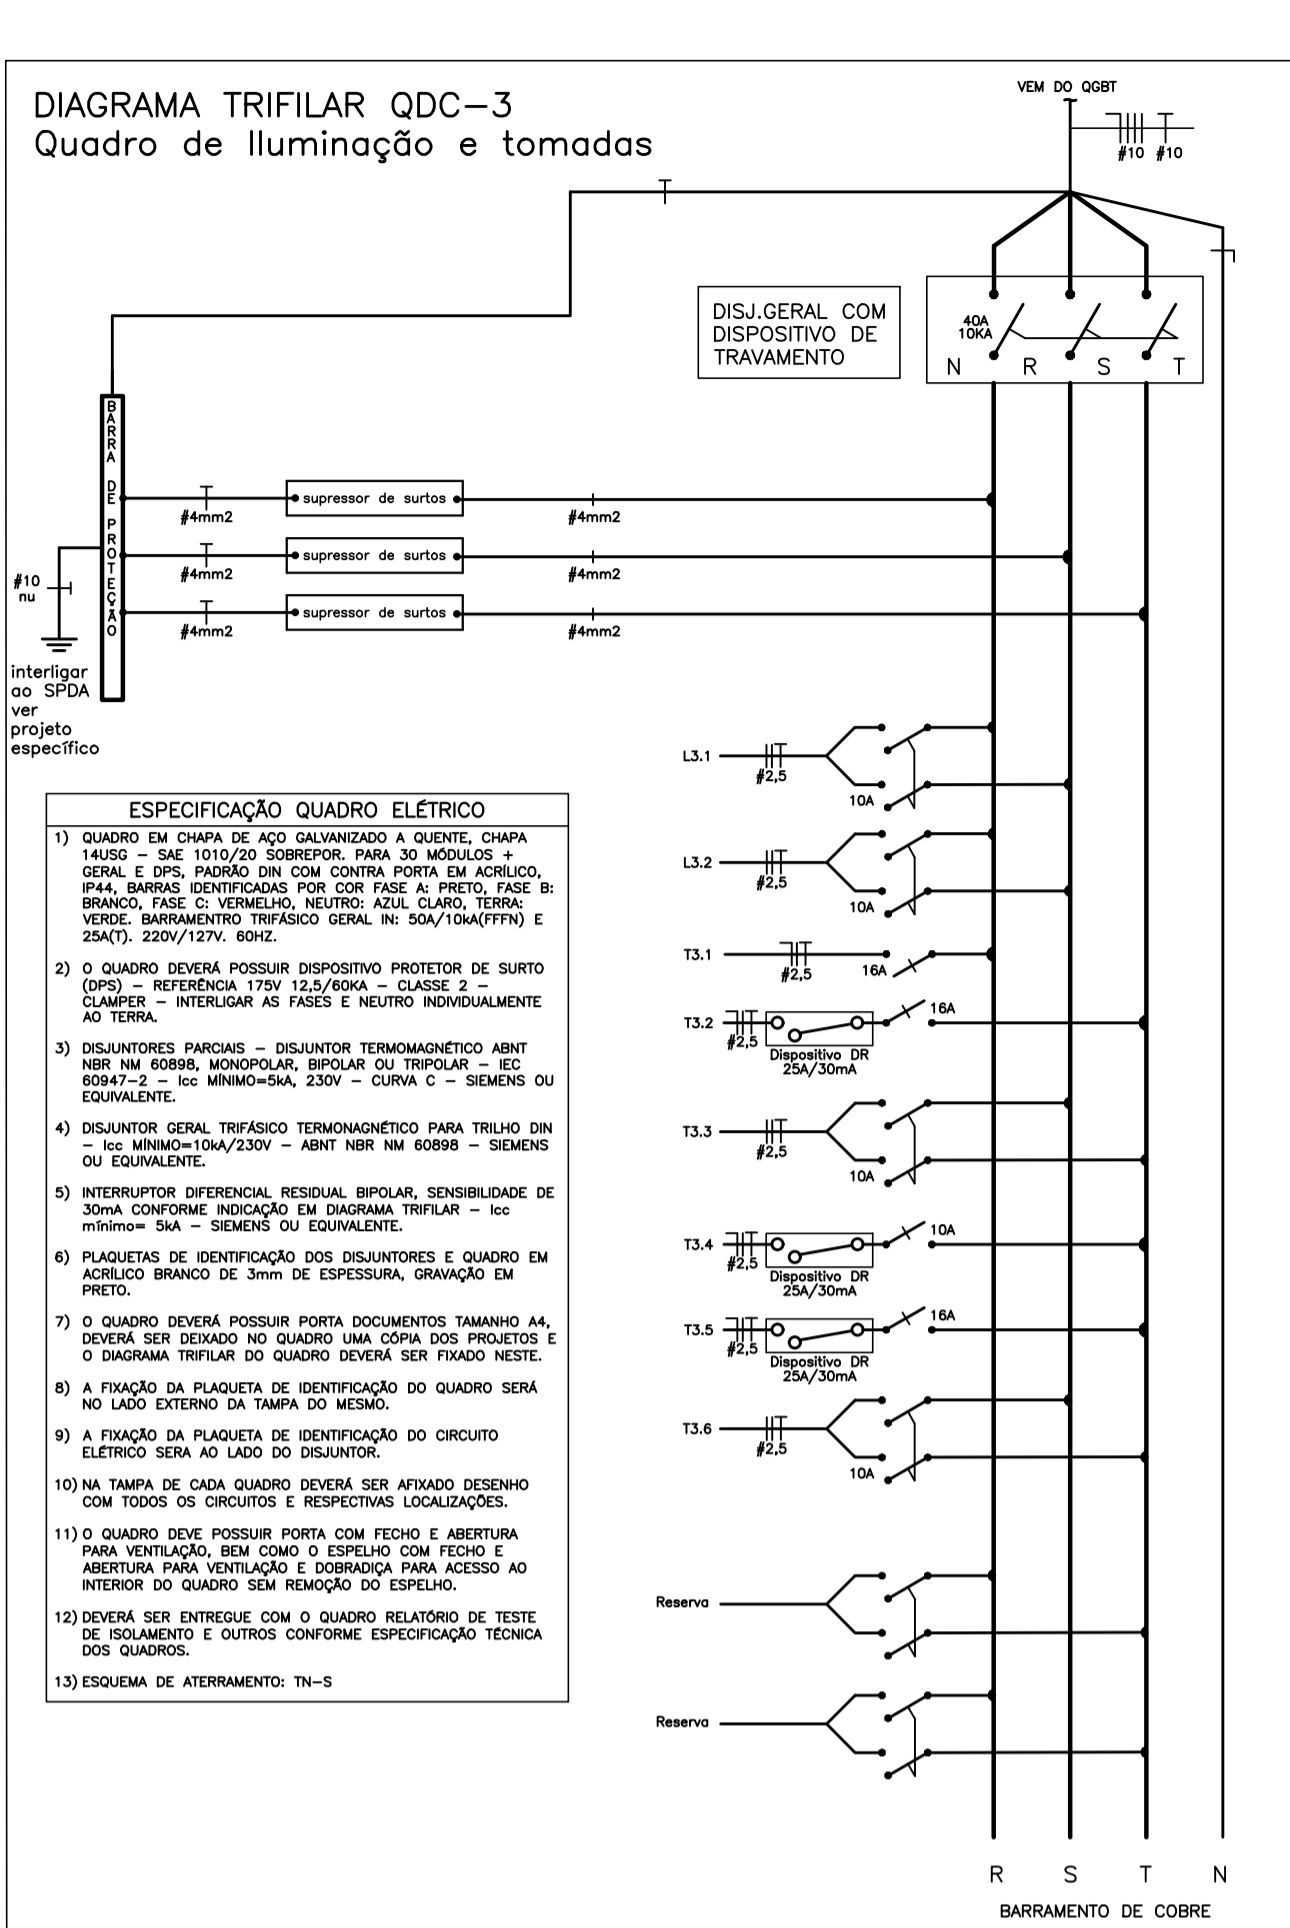 DIAGRAMA TRIFILAR QDC-3
Quadro de Iluminação e tomadas
VEM DO QGBT
#10 #10
DISJ.GERAL COM
DISPOSITIVO DE
TRAVAMENTO
40A
10KA
N R S T
BARRA DE PROTEÇÃO
supressor de surtos
#4mm2 #4mm2
supressor de surtos
#4mm2 #4mm2
supressor de surtos
#4mm2 #4mm2
#10
nu
interligar
ao SPDA
ver
projeto
específico
ESPECIFICAÇÃO QUADRO ELÉTRICO
1) QUADRO EM CHAPA DE AÇO GALVANIZADO A QUENTE, CHAPA
14USG – SAE 1010/20 SOBREPOR. PARA 30 MÓDULOS +
GERAL E DPS, PADRÃO DIN COM CONTRA PORTA EM ACRÍLICO,
IP44, BARRAS IDENTIFICADAS POR COR FASE A: PRETO, FASE B:
BRANCO, FASE C: VERMELHO, NEUTRO: AZUL CLARO, TERRA:
VERDE. BARRAMENTRO TRIFÁSICO GERAL IN: 50A/10kA(FFFN) E
25A(T). 220V/127V. 60HZ.
2) O QUADRO DEVERÁ POSSUIR DISPOSITIVO PROTETOR DE SURTO
(DPS) – REFERÊNCIA 175V 12,5/60KA – CLASSE 2 –
CLAMPER – INTERLIGAR AS FASES E NEUTRO INDIVIDUALMENTE
AO TERRA.
3) DISJUNTORES PARCIAIS – DISJUNTOR TERMOMAGNÉTICO ABNT
NBR NM 60898, MONOPOLAR, BIPOLAR OU TRIPOLAR – IEC
60947-2 – Icc MÍNIMO=5kA, 230V – CURVA C – SIEMENS OU
EQUIVALENTE.
4) DISJUNTOR GERAL TRIFÁSICO TERMONAGNÉTICO PARA TRILHO DIN
– Icc MÍNIMO=10kA/230V – ABNT NBR NM 60898 – SIEMENS
OU EQUIVALENTE.
5) INTERRUPTOR DIFERENCIAL RESIDUAL BIPOLAR, SENSIBILIDADE DE
30mA CONFORME INDICAÇÃO EM DIAGRAMA TRIFILAR – Icc
mínimo= 5kA – SIEMENS OU EQUIVALENTE.
6) PLAQUETAS DE IDENTIFICAÇÃO DOS DISJUNTORES E QUADRO EM
ACRÍLICO BRANCO DE 3mm DE ESPESSURA, GRAVAÇÃO EM
PRETO.
7) O QUADRO DEVERÁ POSSUIR PORTA DOCUMENTOS TAMANHO A4,
DEVERÁ SER DEIXADO NO QUADRO UMA CÓPIA DOS PROJETOS E
O DIAGRAMA TRIFILAR DO QUADRO DEVERÁ SER FIXADO NESTE.
8) A FIXAÇÃO DA PLAQUETA DE IDENTIFICAÇÃO DO QUADRO SERÁ
NO LADO EXTERNO DA TAMPA DO MESMO.
9) A FIXAÇÃO DA PLAQUETA DE IDENTIFICAÇÃO DO CIRCUITO
ELÉTRICO SERA AO LADO DO DISJUNTOR.
10) NA TAMPA DE CADA QUADRO DEVERÁ SER AFIXADO DESENHO
COM TODOS OS CIRCUITOS E RESPECTIVAS LOCALIZAÇÕES.
11) O QUADRO DEVE POSSUIR PORTA COM FECHO E ABERTURA
PARA VENTILAÇÃO, BEM COMO O ESPELHO COM FECHO E
ABERTURA PARA VENTILAÇÃO E DOBRADIÇA PARA ACESSO AO
INTERIOR DO QUADRO SEM REMOÇÃO DO ESPELHO.
12) DEVERÁ SER ENTREGUE COM O QUADRO RELATÓRIO DE TESTE
DE ISOLAMENTO E OUTROS CONFORME ESPECIFICAÇÃO TÉCNICA
DOS QUADROS.
13) ESQUEMA DE ATERRAMENTO: TN-S
L3.1
#2,5
10A
L3.2
#2,5
10A
T3.1
#2,5
16A
T3.2
#2,5
16A
Dispositivo DR
25A/30mA
T3.3
#2,5
10A
T3.4
#2,5
10A
Dispositivo DR
25A/30mA
T3.5
#2,5
16A
Dispositivo DR
25A/30mA
T3.6
#2,5
10A
Reserva
Reserva
R S T N
BARRAMENTO DE COBRE